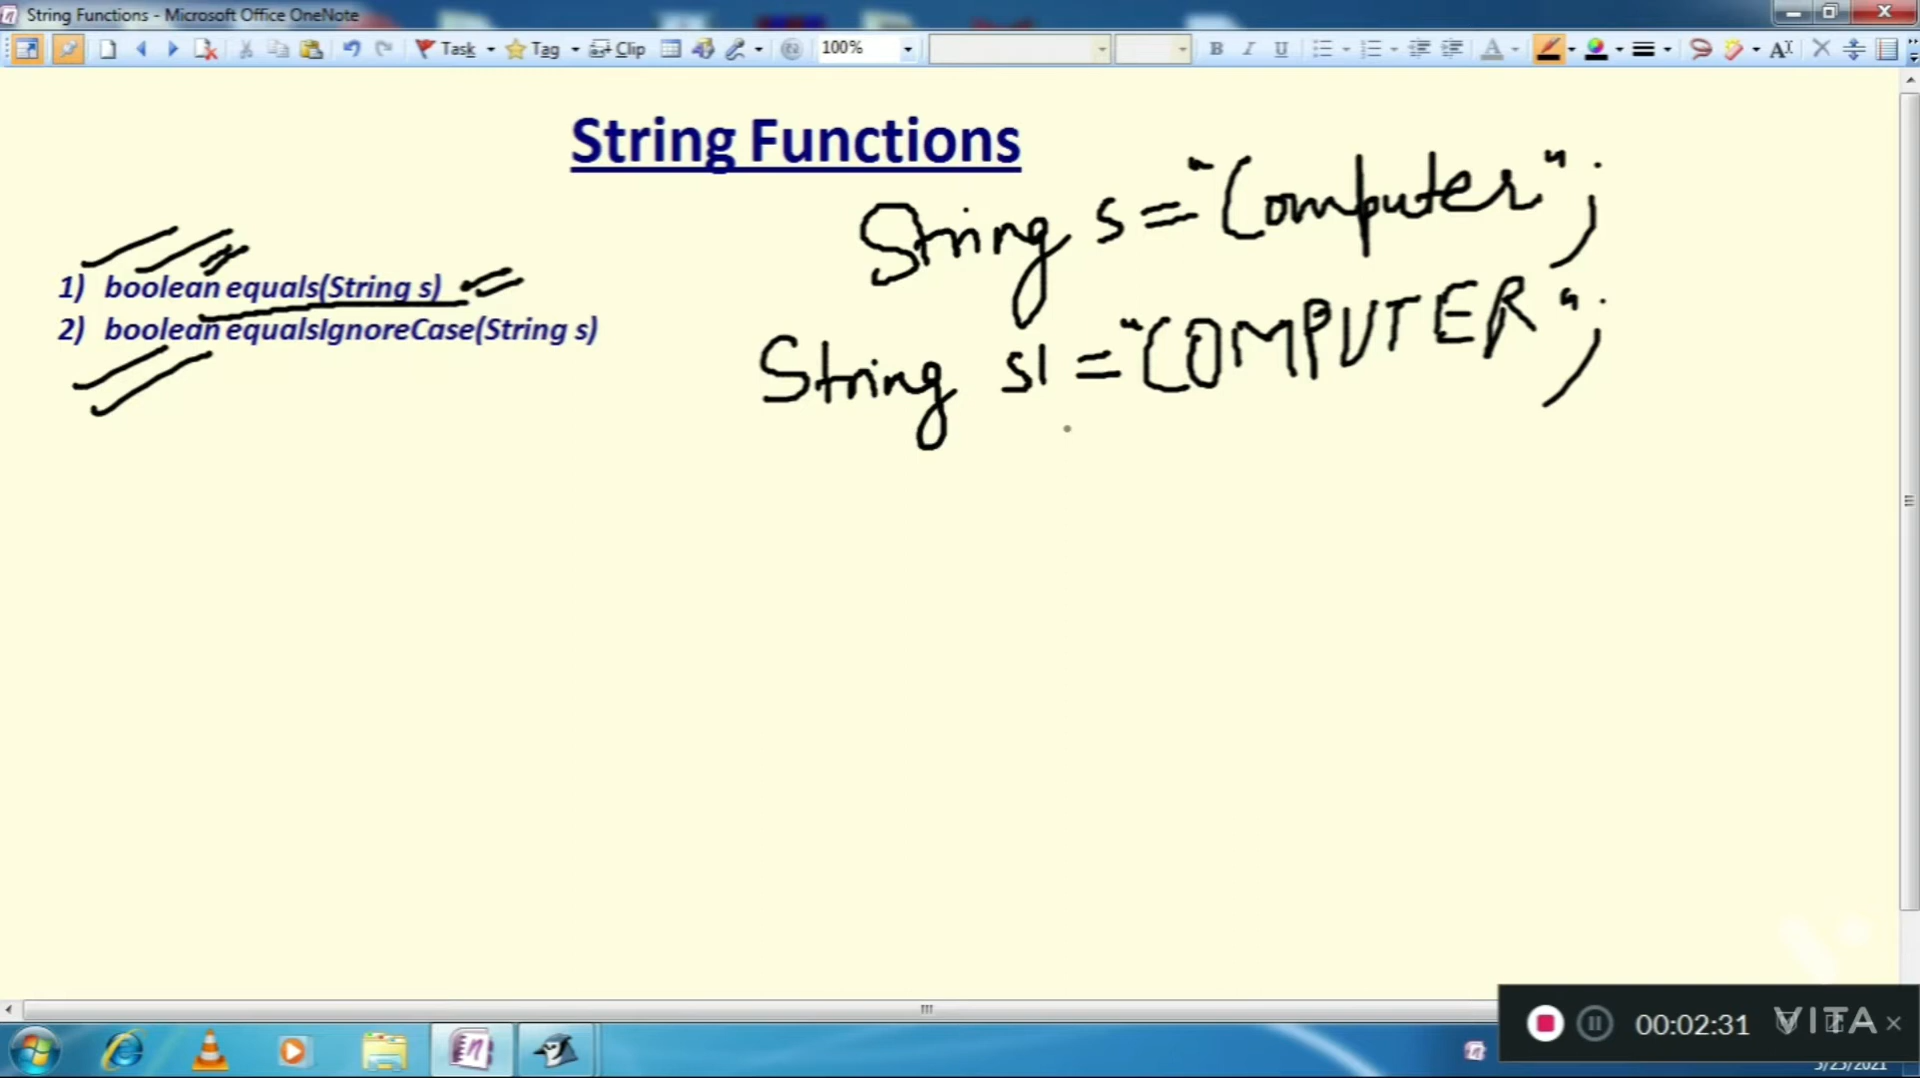 String Functions - Microsoft Office OneNote
Task Tag Clip 100% B I U A
String Functions
String s = "Computer";
1) boolean equals(String s)
2) boolean equalsIgnoreCase(String s)
String s1 = "COMPUTER";
00:02:31 VITA